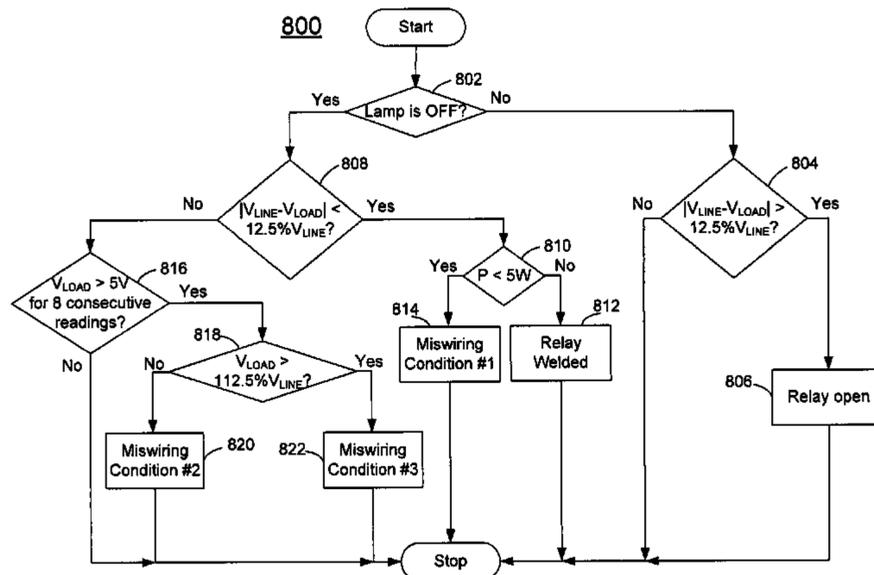 800
Start
802
Yes
Lamp is OFF?
No
808
804
No
|VLINE-VLOAD| <
12.5%VLINE?
Yes
No
|VLINE-VLOAD| >
12.5%VLINE?
Yes
816
VLOAD > 5V
for 8 consecutive
readings?
Yes
810
Yes
P < 5W
No
814
Miswiring
Condition #1
812
Relay
Welded
818
No
No
VLOAD >
112.5%VLINE?
Yes
806
Relay open
Miswiring
Condition #2
820
822
Miswiring
Condition #3
Stop